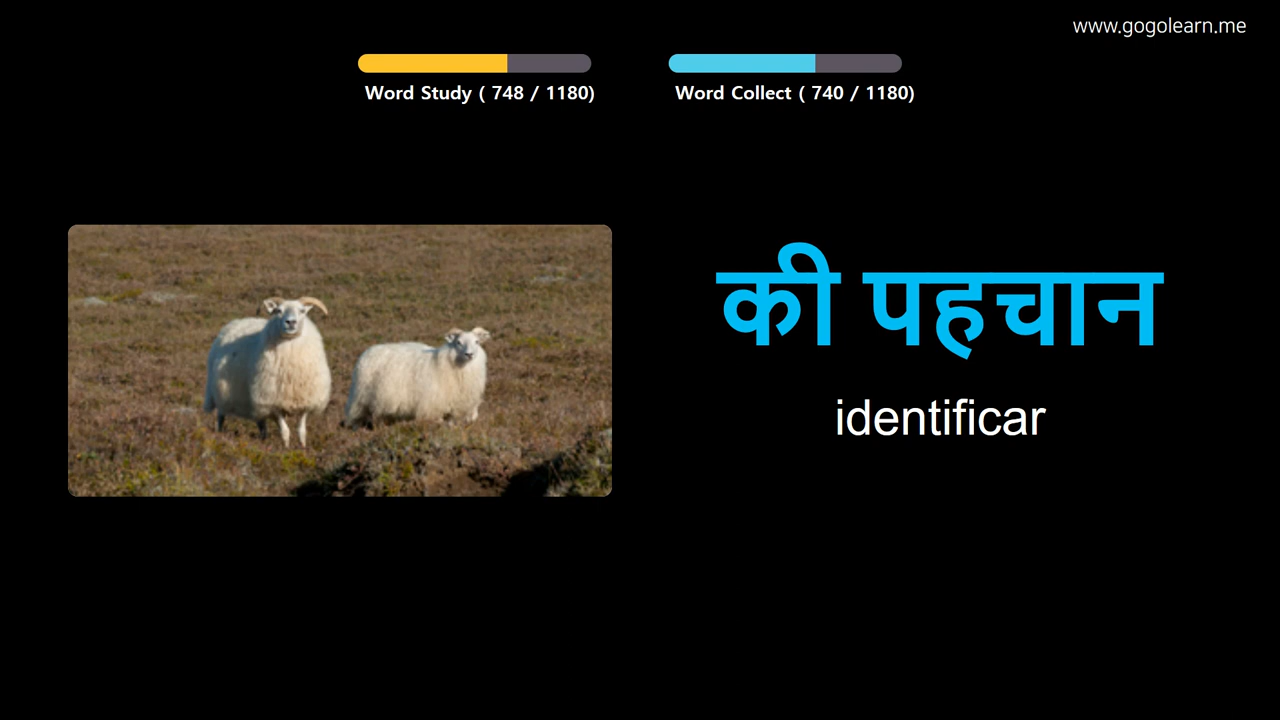 www.gogolearn.me
Word Study ( 748 / 1180)
Word Collect ( 740 / 1180)
की पहचान
identificar